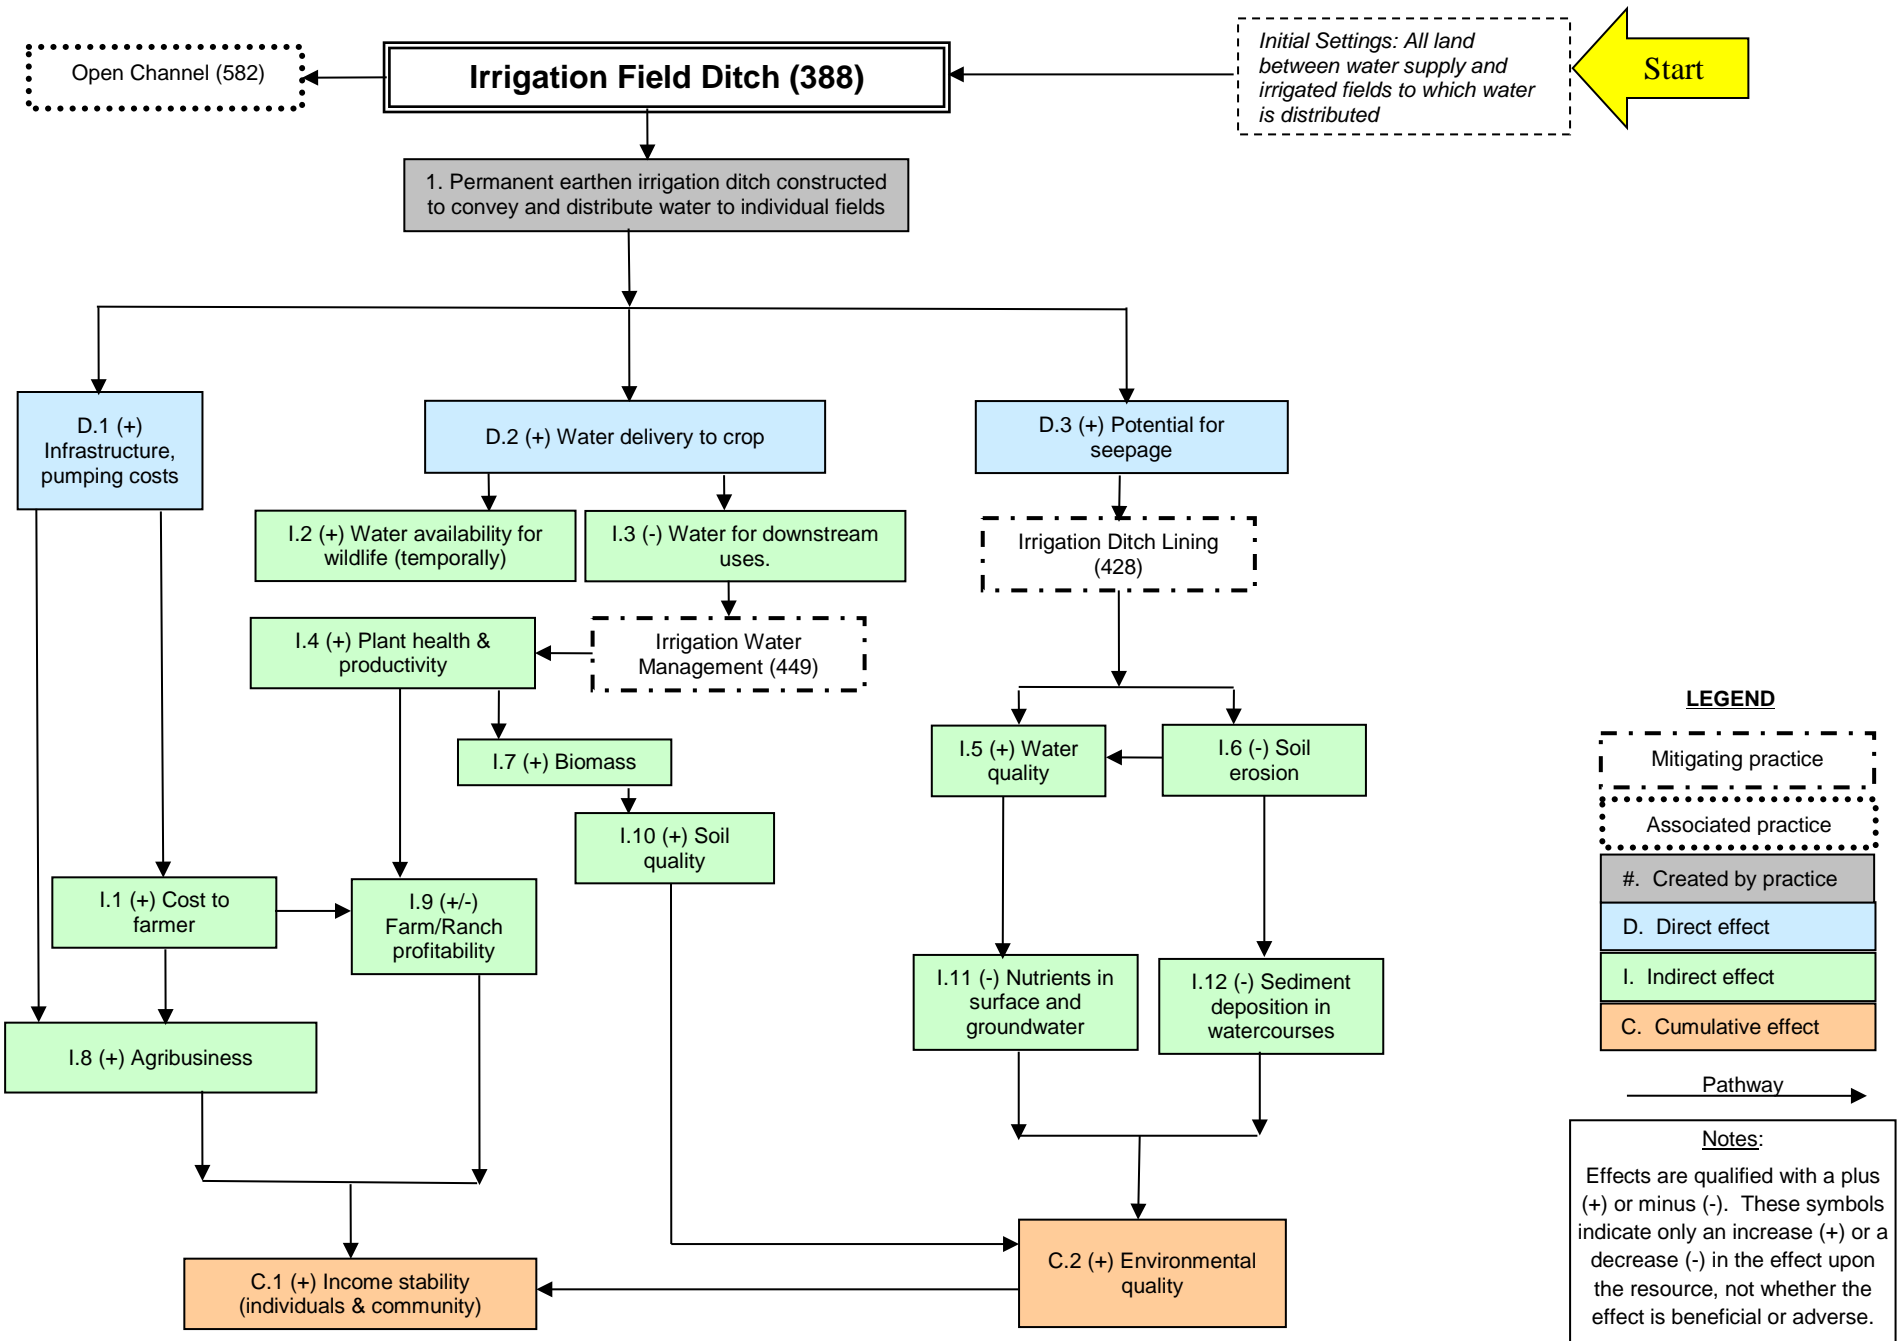 Open Channel (582)
Irrigation Field Ditch (388)
Initial Settings: All land
between water supply and
irrigated fields to which water
is distributed
Start
1. Permanent earthen irrigation ditch constructed
to convey and distribute water to individual fields
D.1 (+)
Infrastructure,
pumping costs
D.2 (+) Water delivery to crop
D.3 (+) Potential for
seepage
I.2 (+) Water availability for
wildlife (temporally)
I.3 (-) Water for downstream
uses.
Irrigation Ditch Lining
(428)
I.4 (+) Plant health &
productivity
Irrigation Water
Management (449)
I.7 (+) Biomass
I.5 (+) Water
quality
I.6 (-) Soil
erosion
I.10 (+) Soil
quality
I.1 (+) Cost to
farmer
I.9 (+/-)
Farm/Ranch
profitability
I.11 (-) Nutrients in
surface and
groundwater
I.12 (-) Sediment
deposition in
watercourses
I.8 (+) Agribusiness
C.1 (+) Income stability
(individuals & community)
C.2 (+) Environmental
quality
LEGEND
Mitigating practice
Associated practice
#. Created by practice
D. Direct effect
I. Indirect effect
C. Cumulative effect
Pathway
Notes:
Effects are qualified with a plus
(+) or minus (-). These symbols
indicate only an increase (+) or a
decrease (-) in the effect upon
the resource, not whether the
effect is beneficial or adverse.